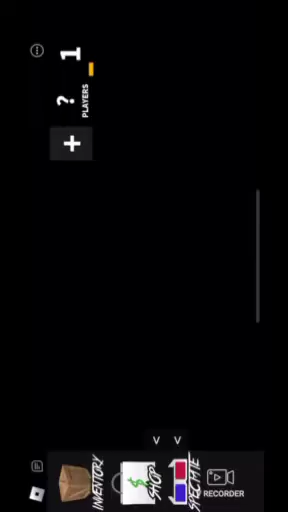 INVENTORY
SHOP
SPECTATE
RECORDER
+
?
PLAYERS
1